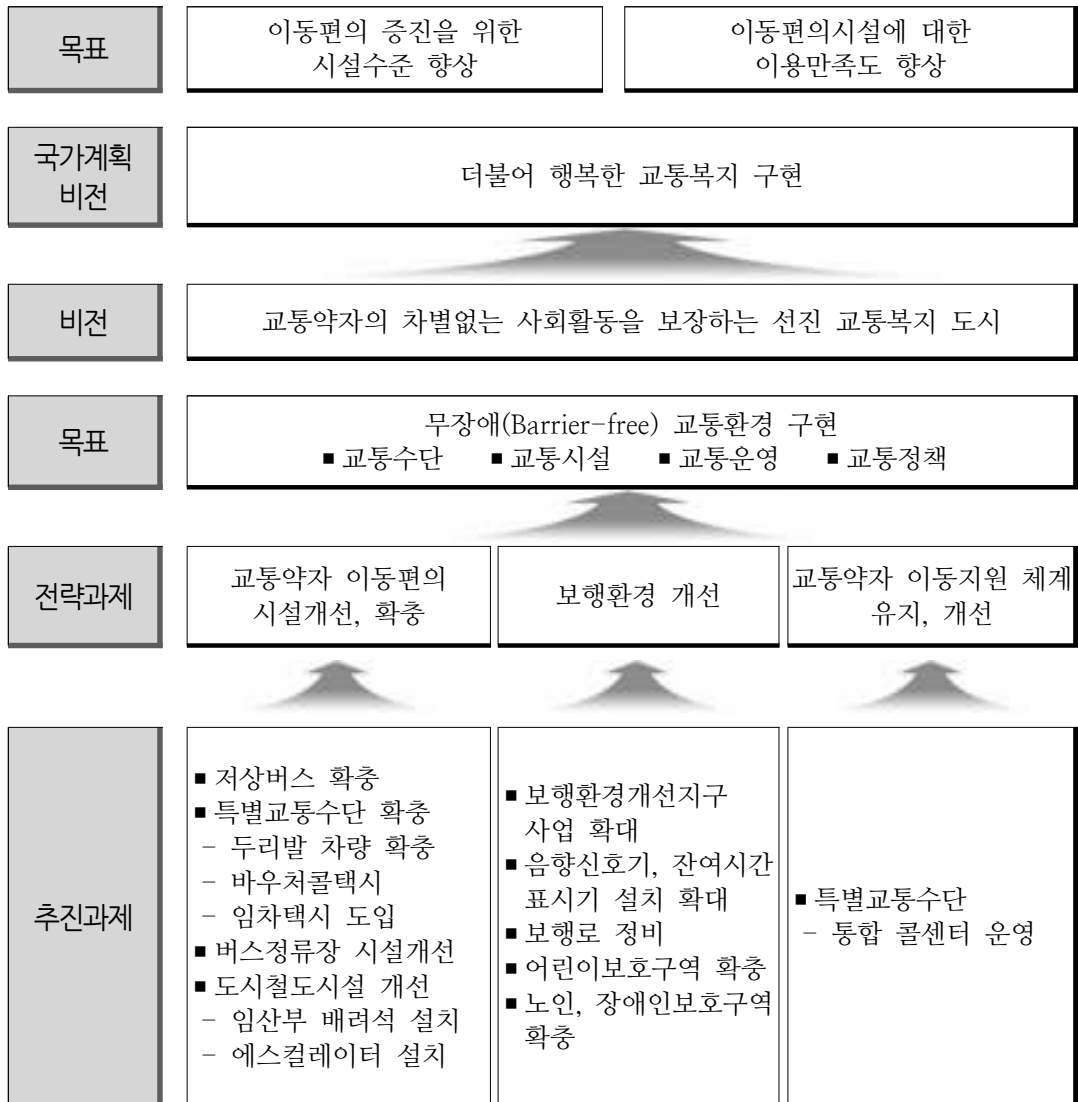 목표
이동편의 증진을 위한
시설수준 향상
이동편의시설에 대한
이용만족도 향상
국가계획
비전
더불어 행복한 교통복지 구현
비전
교통약자의 차별없는 사회활동을 보장하는 선진 교통복지 도시
목표
무장애(Barrier-free) 교통환경 구현
▪교통수단 ▪교통시설 ▪교통운영 ▪교통정책
전략과제
교통약자 이동편의
시설개선, 확충
보행환경 개선
교통약자 이동지원 체계
유지, 개선
추진과제
▪저상버스 확충
▪특별교통수단 확충
- 두리발 차량 확충
- 바우처콜택시
- 임차택시 도입
▪버스정류장 시설개선
▪도시철도시설 개선
- 임산부 배려석 설치
- 에스컬레이터 설치
▪보행환경개선지구
사업 확대
▪음향신호기, 잔여시간
표시기 설치 확대
▪보행로 정비
▪어린이보호구역 확충
▪노인, 장애인보호구역
확충
▪특별교통수단
- 통합 콜센터 운영